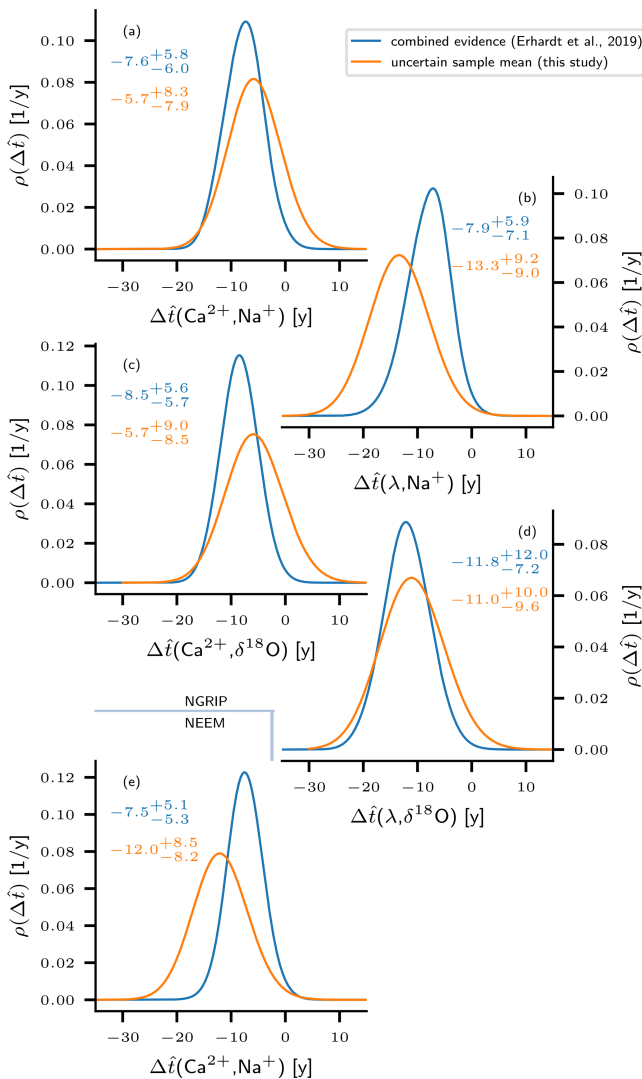 combined evidence (Erhardt et al., 2019)
uncertain sample mean (this study)
(a)
−7.6 +5.8 −6.0
−5.7 +8.3 −7.9
0.10
0.08
0.06
0.04
0.02
0.00
ρ(Δt̂) [1/y]
−30 −20 −10 0 10
Δt̂(Ca²⁺,Na⁺) [y]
(b)
−7.9 +5.9 −7.1
−13.3 +9.2 −9.0
0.10
0.08
0.06
0.04
0.02
0.00
ρ(Δt̂) [1/y]
−30 −20 −10 0 10
Δt̂(λ,Na⁺) [y]
(c)
−8.5 +5.6 −5.7
−5.7 +9.0 −8.5
0.12
0.10
0.08
0.06
0.04
0.02
0.00
ρ(Δt̂) [1/y]
−30 −20 −10 0 10
Δt̂(Ca²⁺,δ¹⁸O) [y]
(d)
−11.8 +12.0 −7.2
−11.0 +10.0 −9.6
0.08
0.06
0.04
0.02
0.00
ρ(Δt̂) [1/y]
−30 −20 −10 0 10
Δt̂(λ,δ¹⁸O) [y]
NGRIP
NEEM
(e)
−7.5 +5.1 −5.3
−12.0 +8.5 −8.2
0.12
0.10
0.08
0.06
0.04
0.02
0.00
ρ(Δt̂) [1/y]
−30 −20 −10 0 10
Δt̂(Ca²⁺,Na⁺) [y]